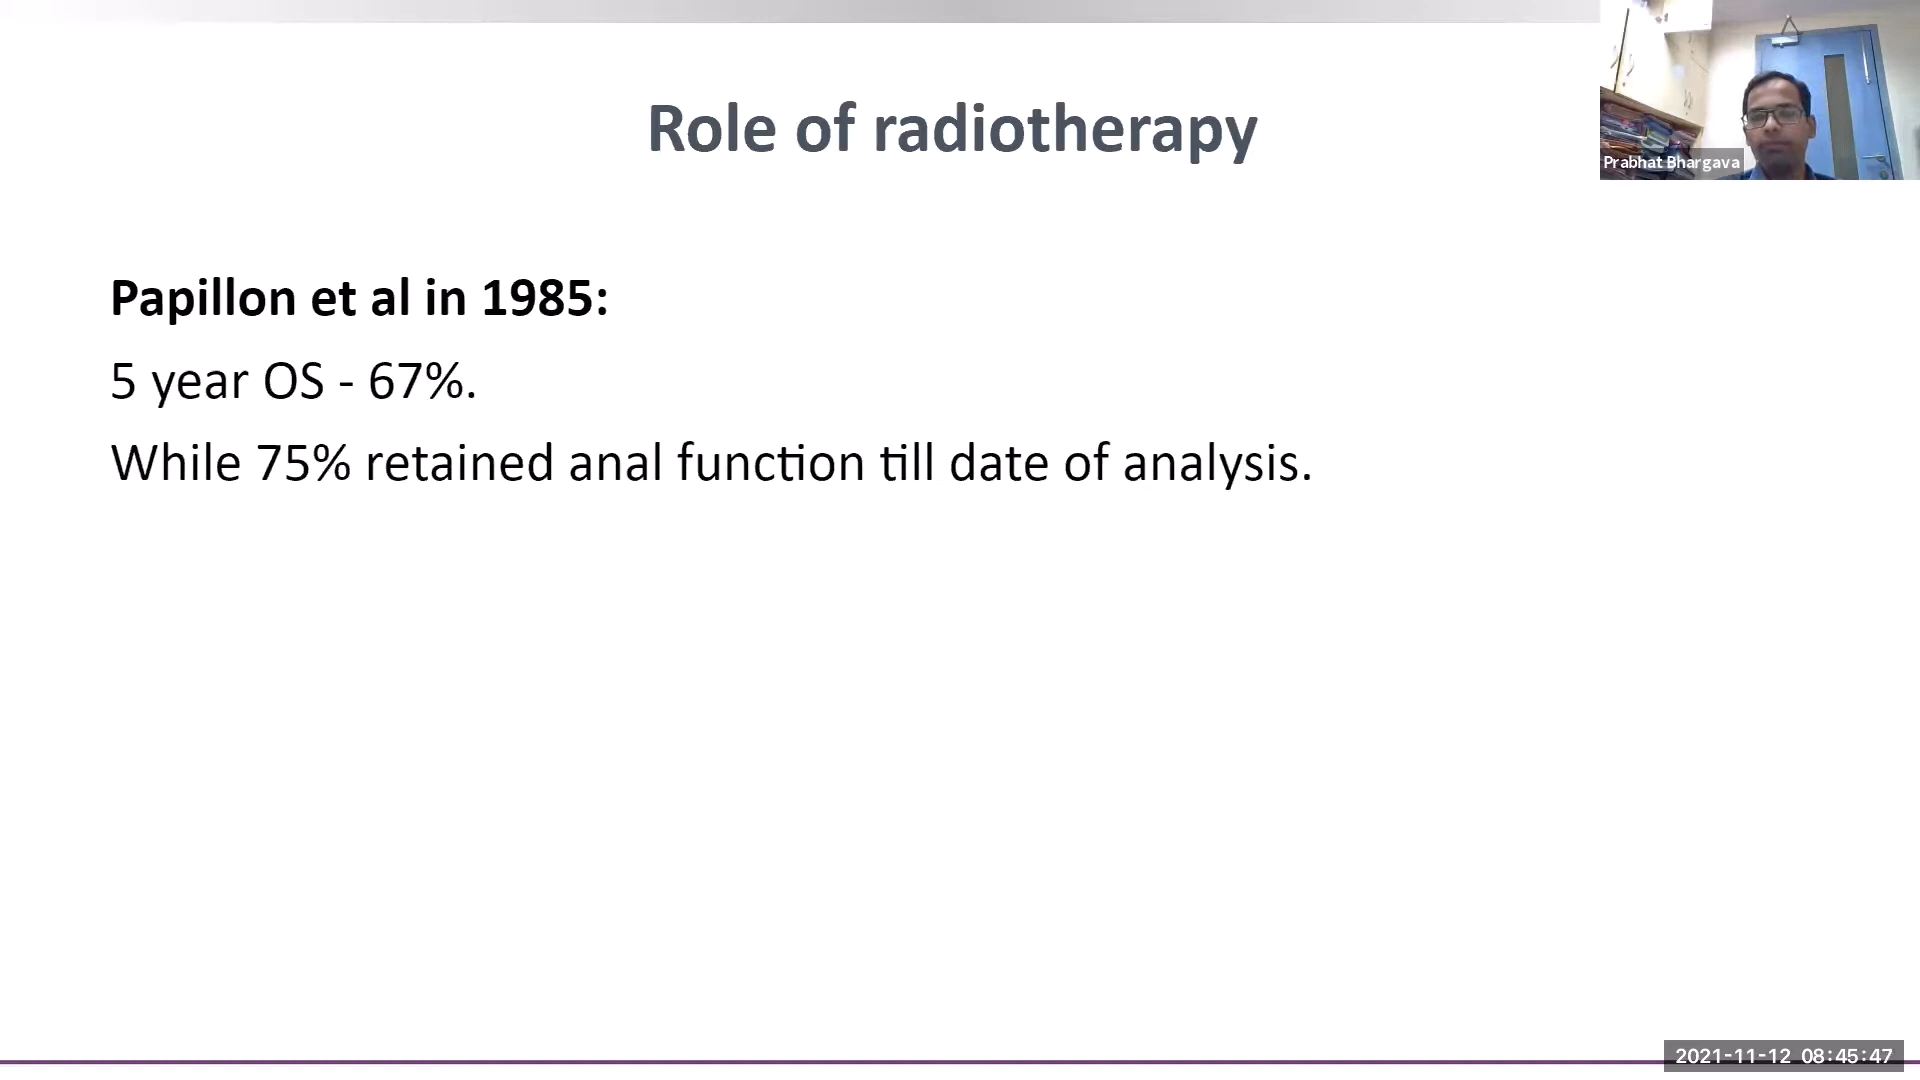 Role of radiotherapy
Prabhat Bhargava
Papillon et al in 1985:
5 year OS - 67%.
While 75% retained anal function till date of analysis.
2021-11-12 08:45:47